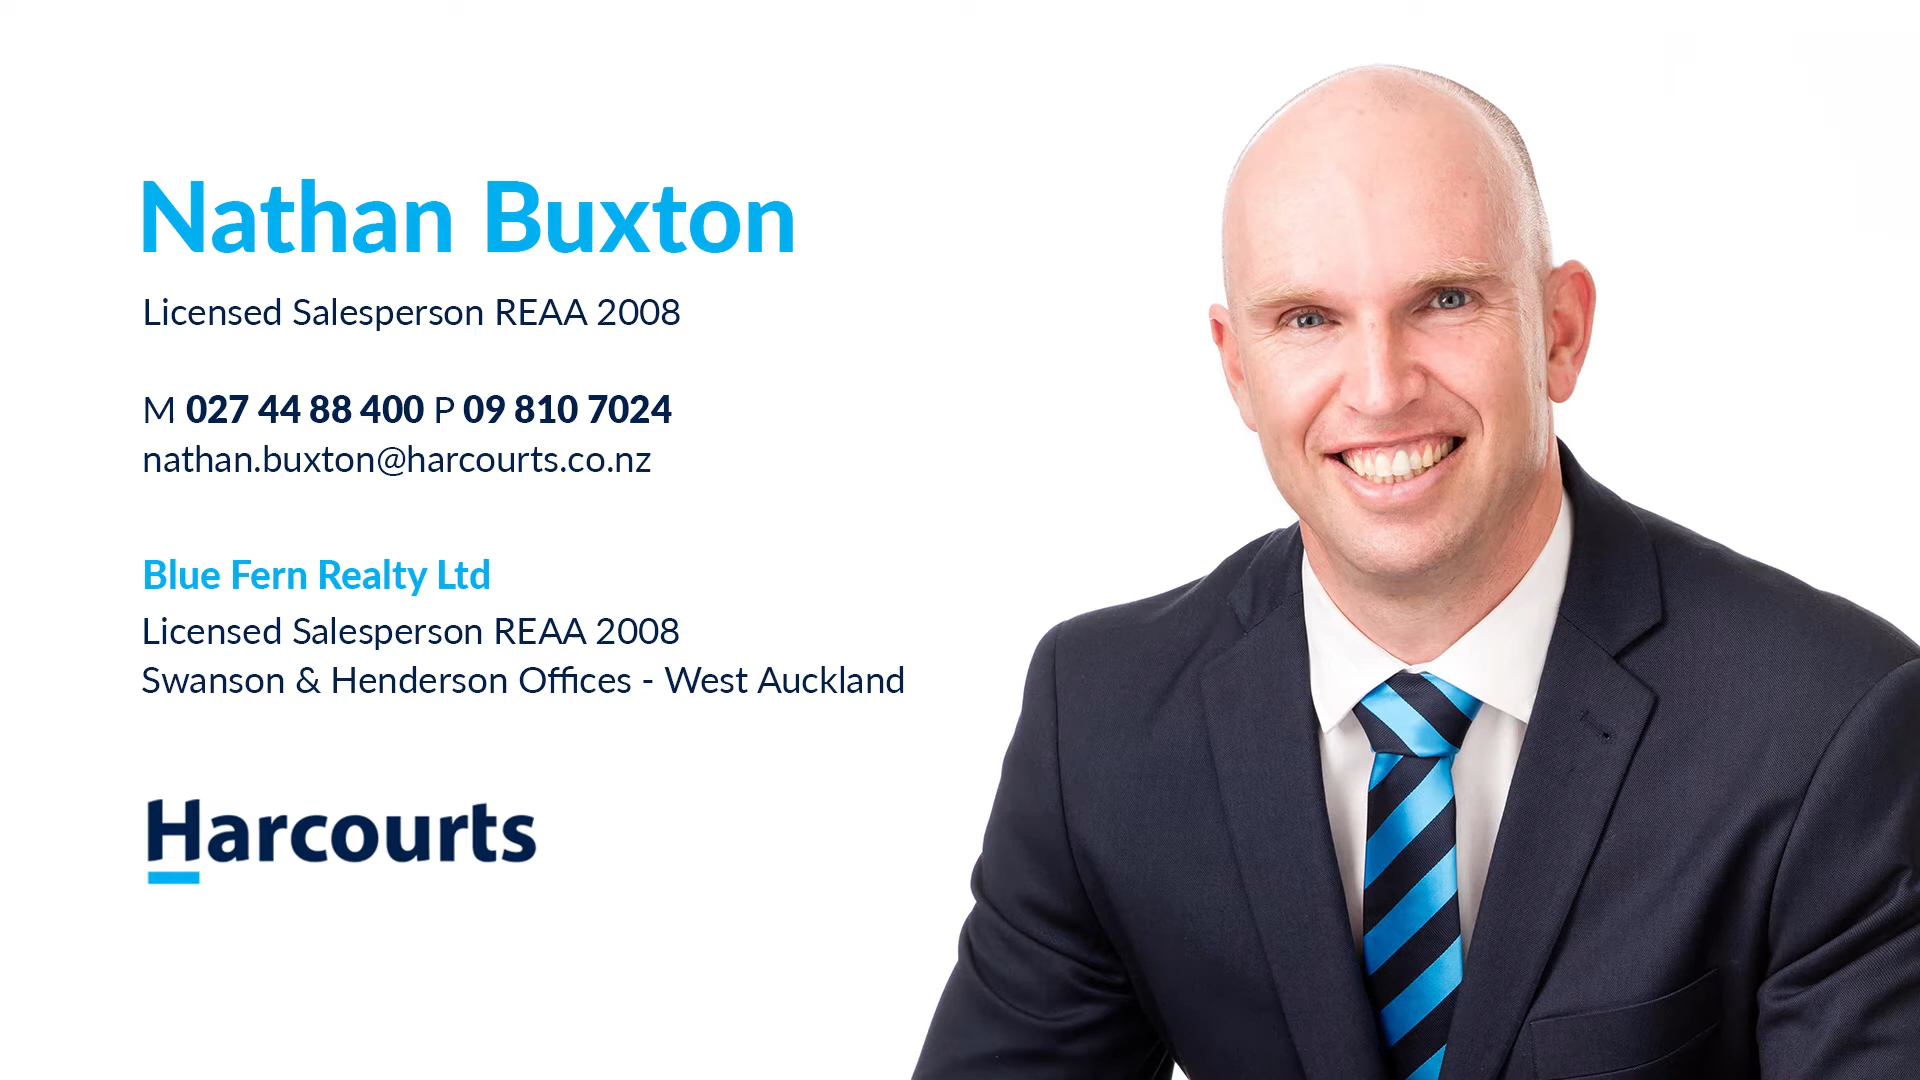 Nathan Buxton
Licensed Salesperson REAA 2008
M 027 44 88 400 P 09 810 7024
nathan.buxton@harcourts.co.nz
Blue Fern Realty Ltd
Licensed Salesperson REAA 2008
Swanson & Henderson Offices - West Auckland
Harcourts